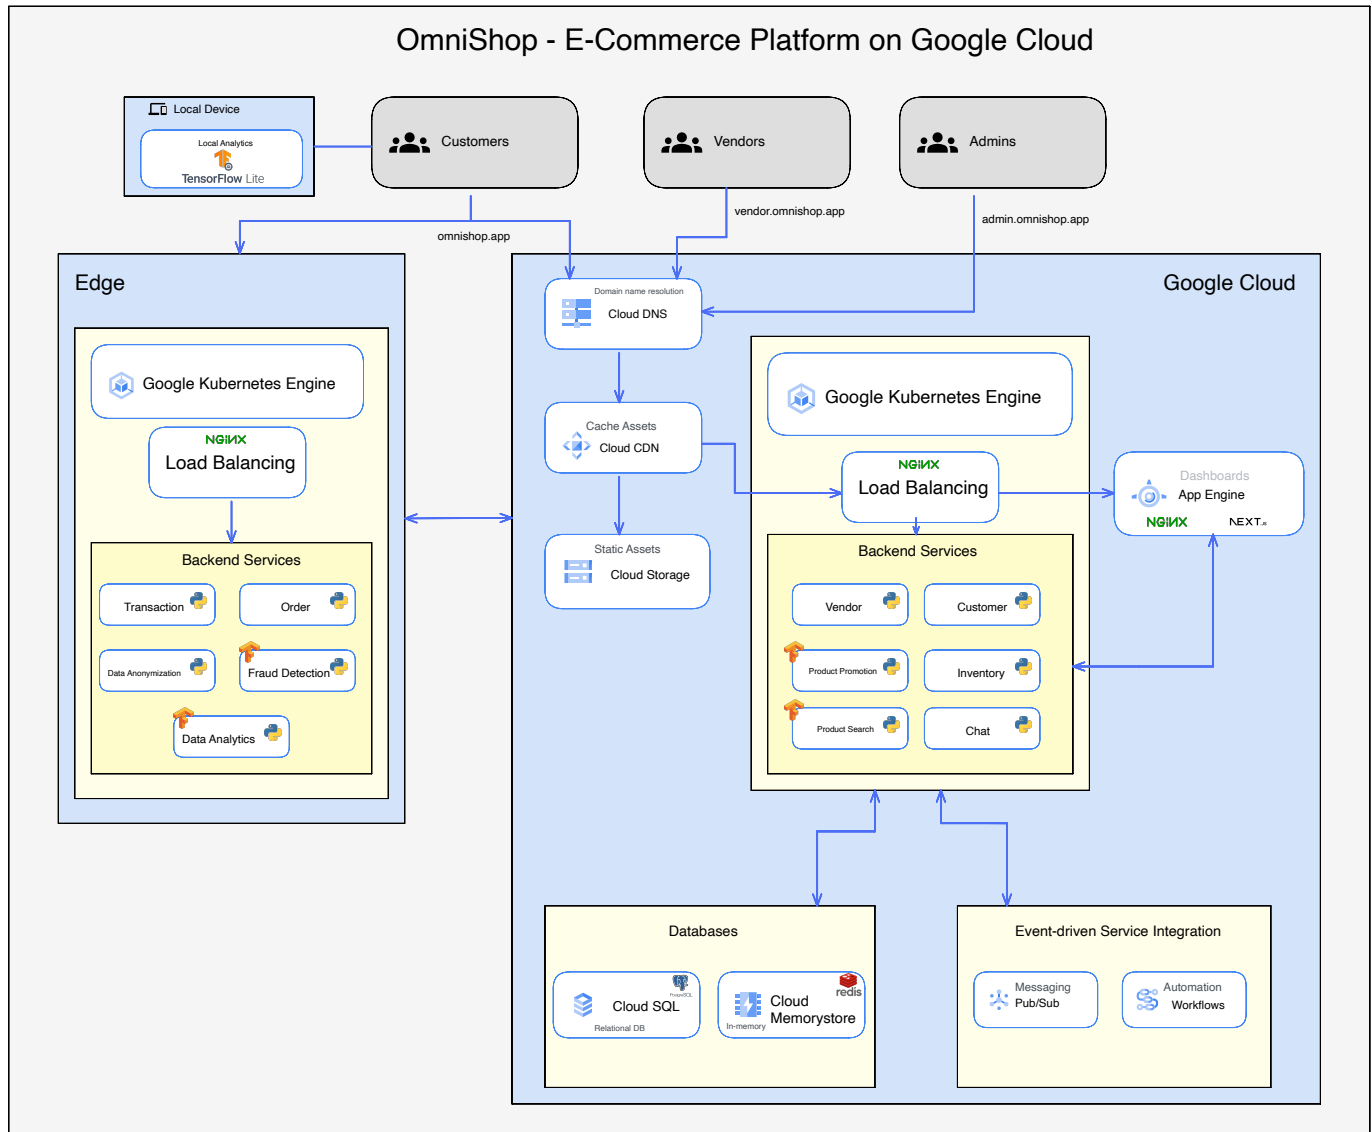 OmniShop - E-Commerce Platform on Google Cloud
Local Device
Local Analytics
TensorFlow Lite
Customers
Vendors
Admins
omnishop.app
vendor.omnishop.app
admin.omnishop.app
Edge
Google Kubernetes Engine
NGINX
Load Balancing
Backend Services
Transaction
Order
Data Anonymization
Fraud Detection
Data Analytics
Google Cloud
Domain name resolution
Cloud DNS
Cache Assets
Cloud CDN
Static Assets
Cloud Storage
Google Kubernetes Engine
NGINX
Load Balancing
Backend Services
Vendor
Customer
Product Promotion
Inventory
Product Search
Chat
Dashboards
App Engine
NGINX
NEXT.JS
Databases
PostgreSQL
Cloud SQL
Relational DB
redis
Cloud
Memorystore
In-memory
Event-driven Service Integration
Messaging
Pub/Sub
Automation
Workflows